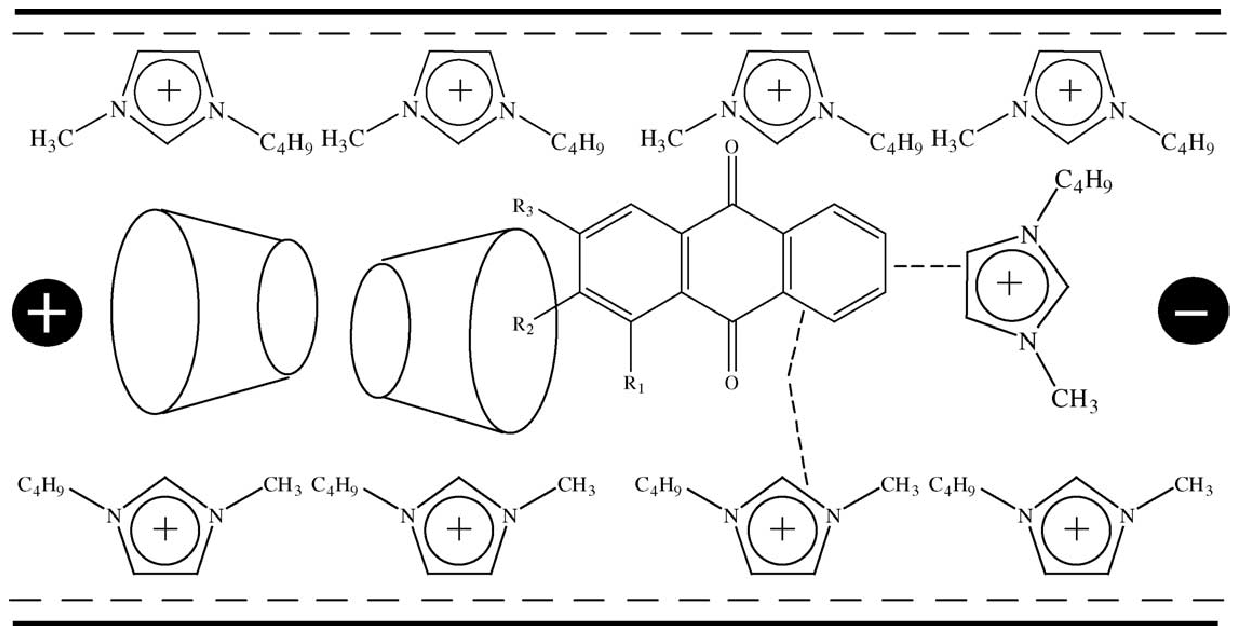 + + + +
N N N N N N N N
H₃C C₄H₉ H₃C C₄H₉ H₃C C₄H₉ H₃C C₄H₉
O
C₄H₉
R₃
N
+ + −
R₂
N
R₁ O
CH₃
C₄H₉ CH₃ C₄H₉ CH₃ C₄H₉ CH₃ C₄H₉ CH₃
N N N N N N N N
+ + + +